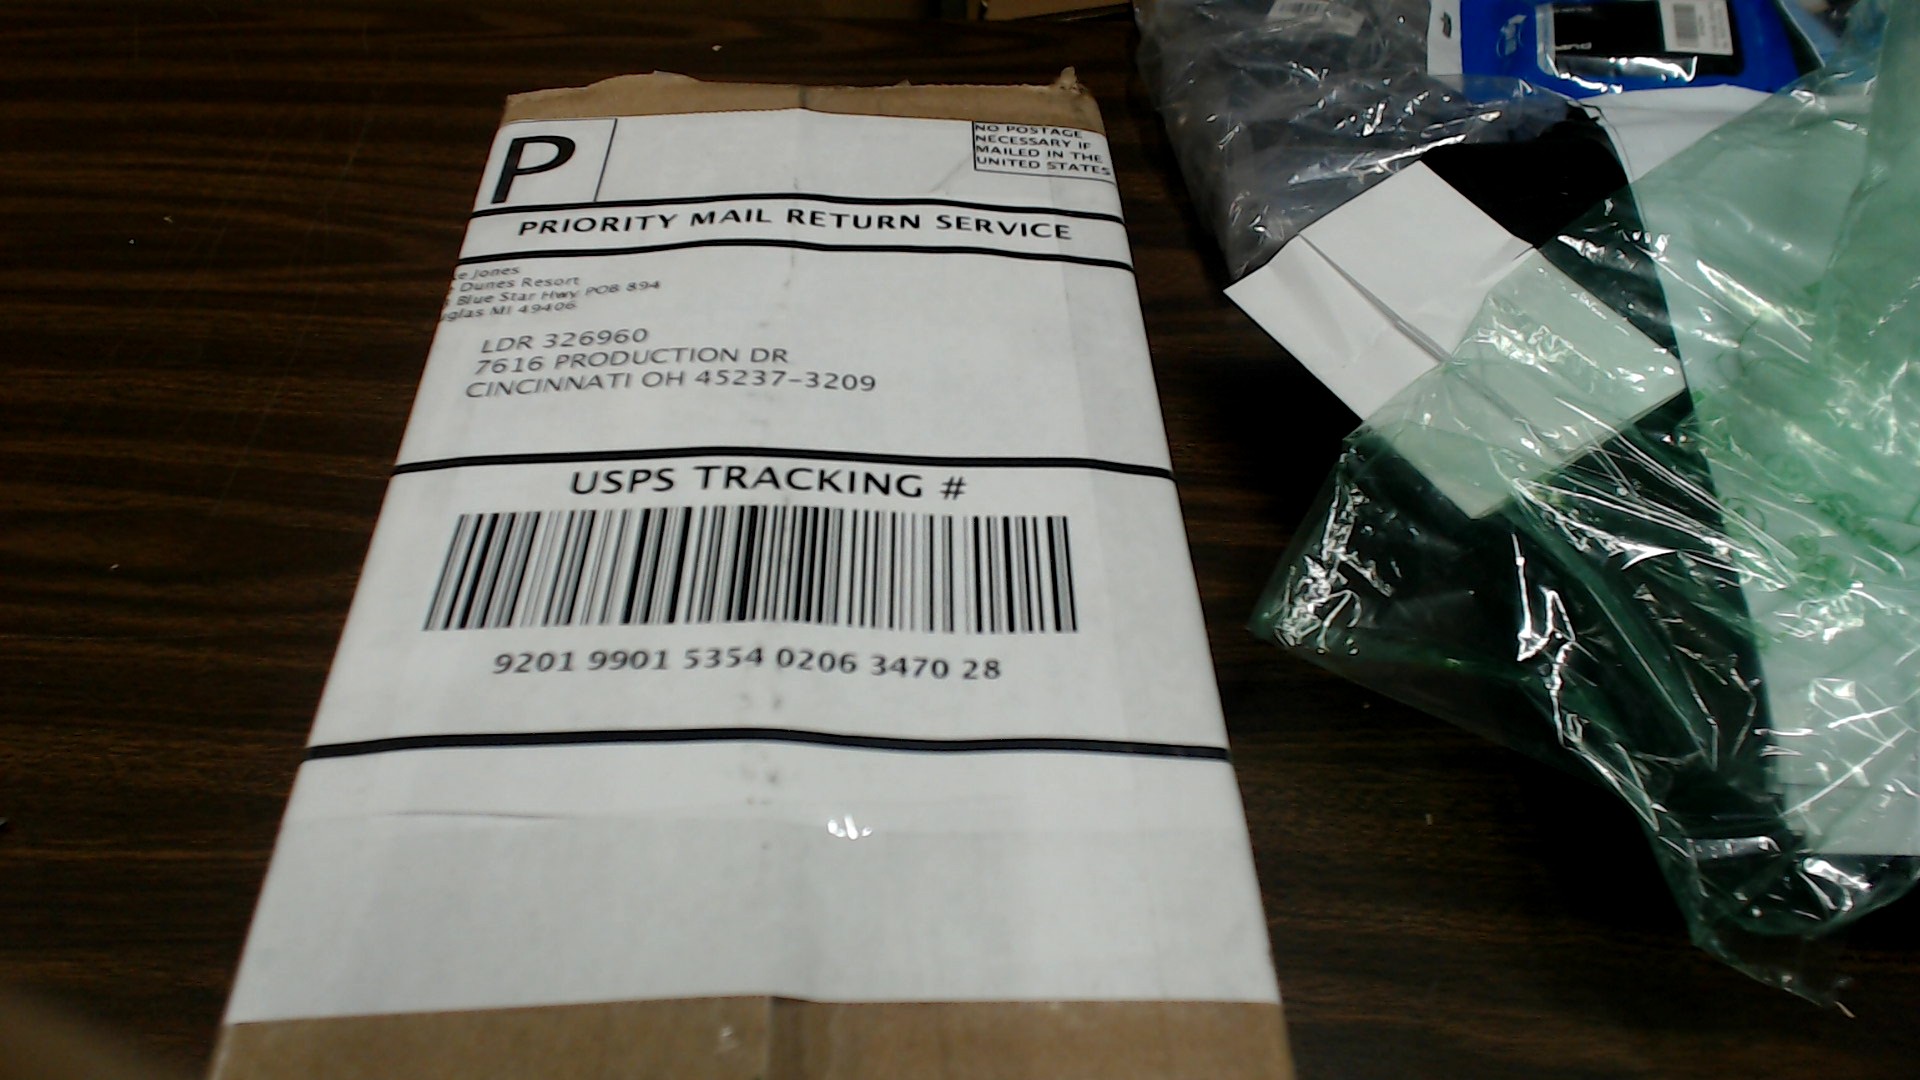 P
NO POSTAGE
NECESSARY IF
MAILED IN THE
UNITED STATES
PRIORITY MAIL RETURN SERVICE
e Jones
Dunes Resort
Blue Star Hwy POB 894
glas MI 49406
LDR 326960
7616 PRODUCTION DR
CINCINNATI OH 45237-3209
USPS TRACKING #
9201 9901 5354 0206 3470 28